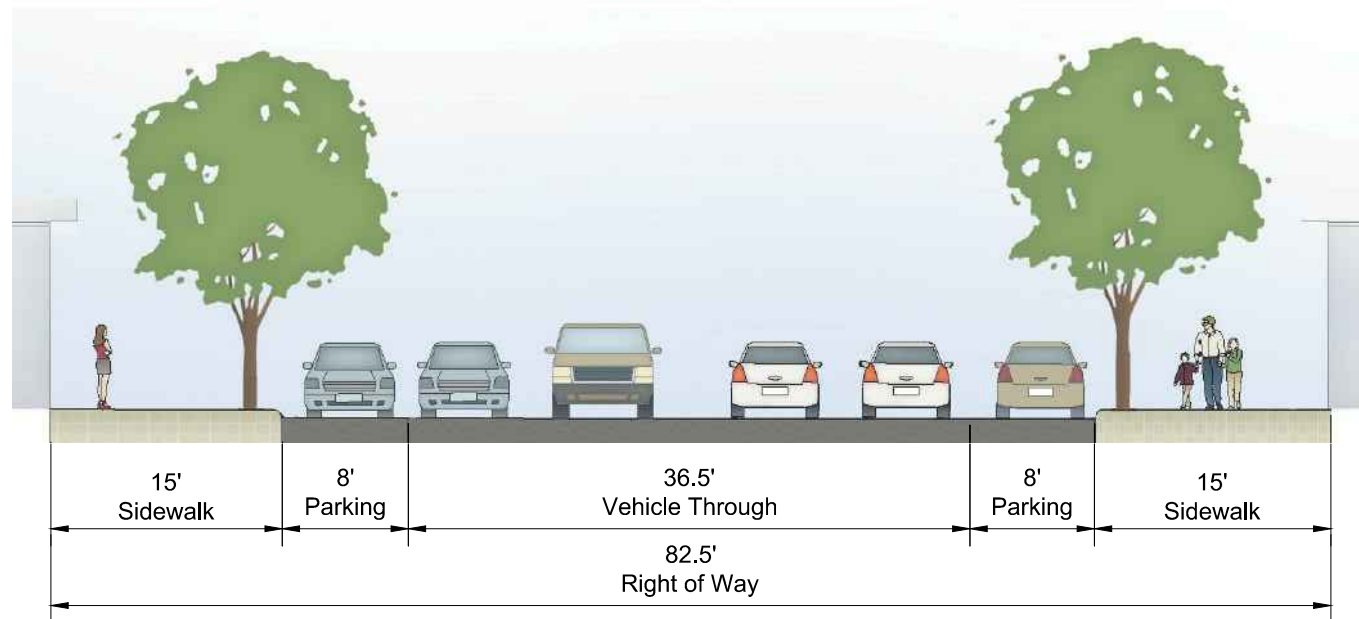 15'
Sidewalk
8'
Parking
36.5'
Vehicle Through
8'
Parking
15'
Sidewalk
82.5'
Right of Way